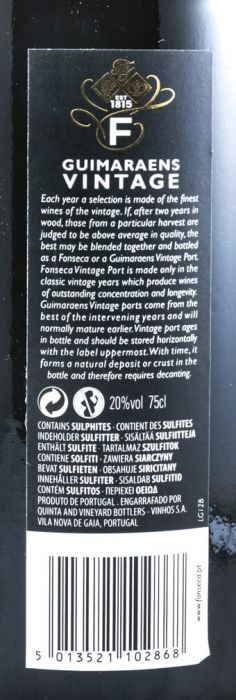 EST
1815
F
GUIMARAENS
VINTAGE
Each year a selection is made of the finest
wines of the vintage. If, after two years in
wood, those from a particular harvest are
judged to be above average in quality, the
best may be blended together and bottled
as a Fonseca or a Guimaraens Vintage Port.
Fonseca Vintage Port is made only in the
classic vintage years which produce wines
of outstanding concentration and longevity.
Guimaraens Vintage ports come from the
best of the intervening years and will
normally mature earlier. Vintage port ages
in bottle and should be stored horizontally
with the label uppermost. With time, it
forms a natural deposit or crust in the
bottle and therefore requires decanting.
20%vol 75cl
CONTAINS SULPHITES · CONTIENT DES SULFITES
INDEHOLDER SULFITTER · SISÄLTÄÄ SULFIITTEJA
ENTHÄLT SULFITE · TARTALMAZ SZULFITOK
CONTIENE SOLFITI · ZAWIERA SIARCZYNY
BEVAT SULFIETEN · OBSAHUJE SIRICITANY
INNEHÅLLER SULFITER · SISALDAB SULFITID
CONTÉM SULFITOS · ΠΕΡΙΕΧΕΙ ΘΕΙΩΔΗ
PRODUTO DE PORTUGAL . ENGARRAFADO POR
QUINTA AND VINEYARD BOTTLERS - VINHOS S.A.
VILA NOVA DE GAIA, PORTUGAL
LG12B
www.fonseca.pt
5 013521 102868